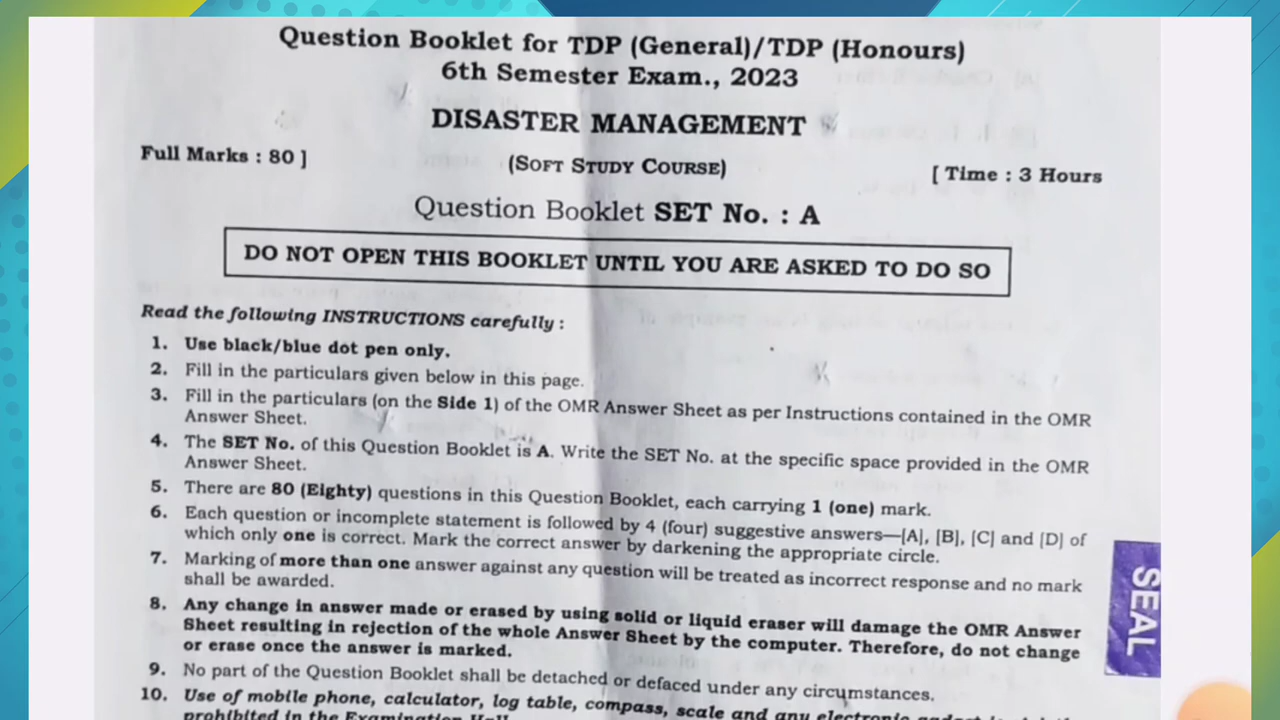 Question Booklet for TDP (General)/TDP (Honours)
6th Semester Exam., 2023
DISASTER MANAGEMENT
Full Marks : 80 ]
(SOFT STUDY COURSE)
[ Time : 3 Hours
Question Booklet SET No. : A
DO NOT OPEN THIS BOOKLET UNTIL YOU ARE ASKED TO DO SO
Read the following INSTRUCTIONS carefully :
1. Use black/blue dot pen only.
2. Fill in the particulars given below in this page.
3. Fill in the particulars (on the Side 1) of the OMR Answer Sheet as per Instructions contained in the OMR
Answer Sheet.
4. The SET No. of this Question Booklet is A. Write the SET No. at the specific space provided in the OMR
Answer Sheet.
5. There are 80 (Eighty) questions in this Question Booklet, each carrying 1 (one) mark.
6. Each question or incomplete statement is followed by 4 (four) suggestive answers—[A], [B], [C] and [D] of
which only one is correct. Mark the correct answer by darkening the appropriate circle.
7. Marking of more than one answer against any question will be treated as incorrect response and no mark
shall be awarded.
8. Any change in answer made or erased by using solid or liquid eraser will damage the OMR Answer
Sheet resulting in rejection of the whole Answer Sheet by the computer. Therefore, do not change
or erase once the answer is marked.
9. No part of the Question Booklet shall be detached or defaced under any circumstances.
10. Use of mobile phone, calculator, log table, compass, scale and any electronic
prohibited in the Examination Hall
SEAL